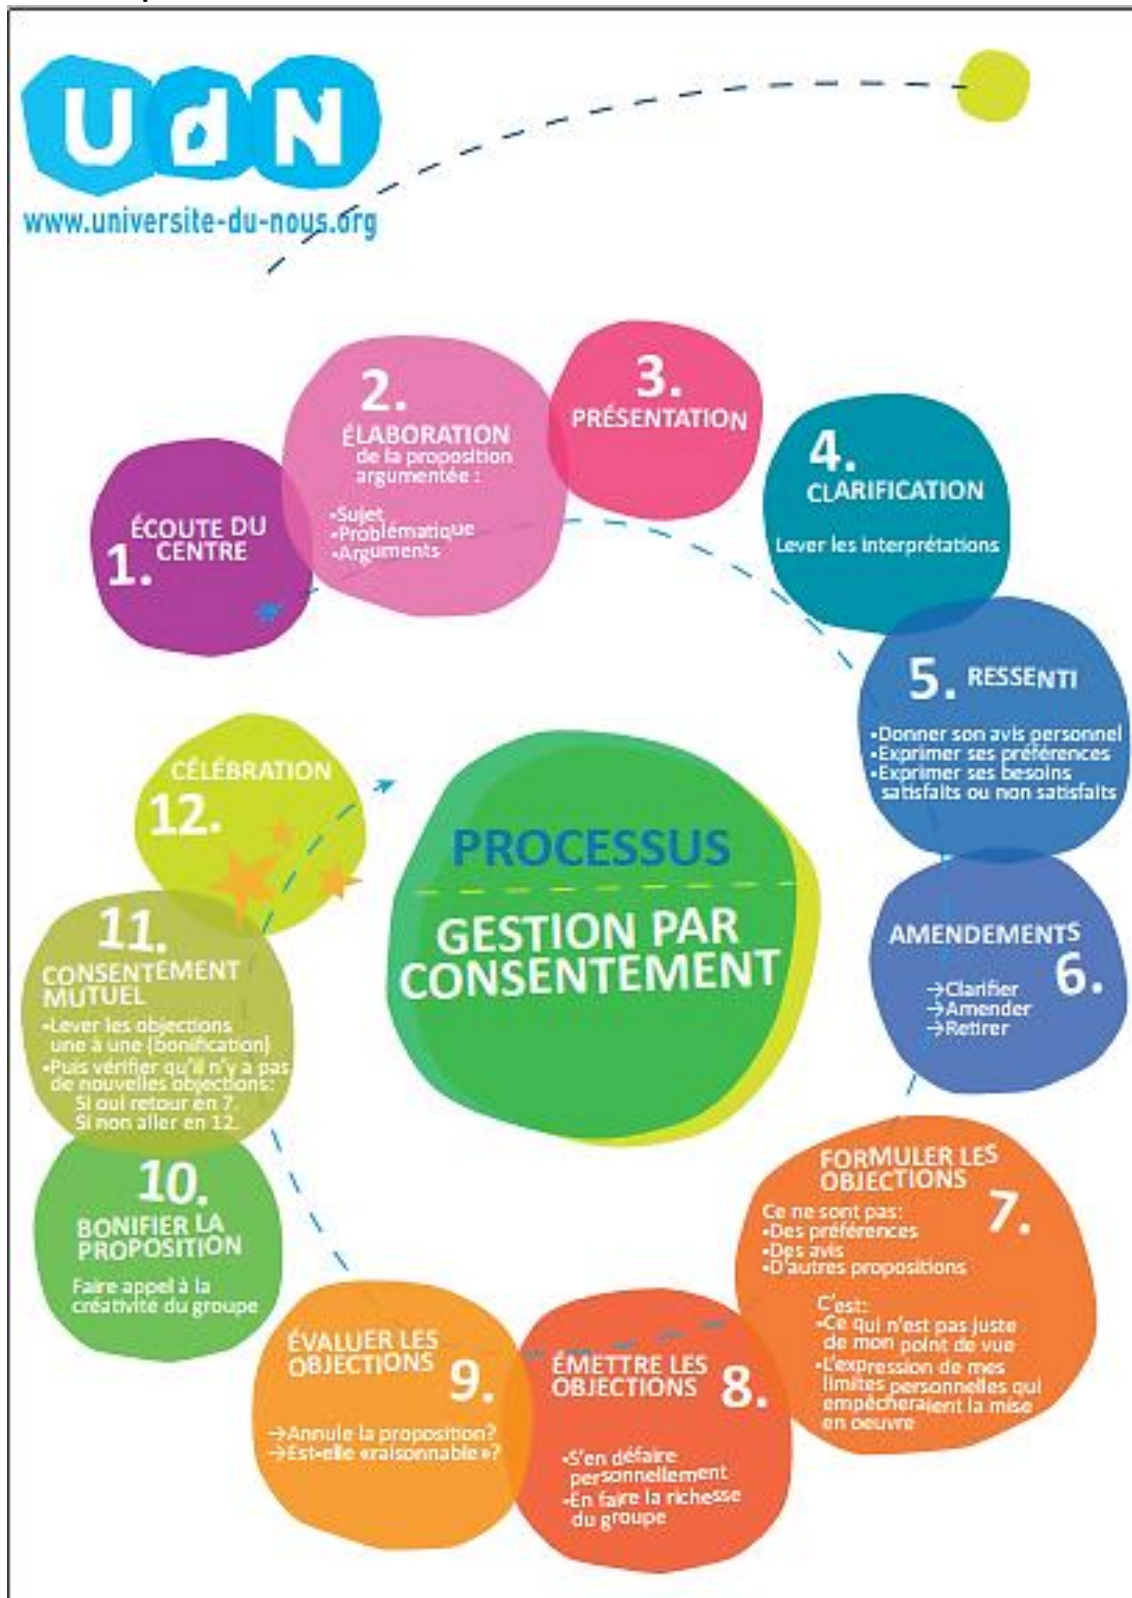 UdN
www.universite-du-nous.org
1.
ÉCOUTE DU
CENTRE
2.
ÉLABORATION
de la proposition
argumentée :
•Sujet
•Problématique
•Arguments
3.
PRÉSENTATION
4.
CLARIFICATION
Lever les interprétations
5. RESSENTI
•Donner son avis personnel
•Exprimer ses préférences
•Exprimer ses besoins
satisfaits ou non satisfaits
AMENDEMENTS
6.
→Clarifier
→Amender
→Retirer
FORMULER LES
OBJECTIONS
7.
Ce ne sont pas:
•Des préférences
•Des avis
•D'autres propositions
C'est:
•Ce qui n'est pas juste
de mon point de vue
•L'expression de mes
limites personnelles qui
empêcheraient la mise
en oeuvre
ÉMETTRE LES
OBJECTIONS
8.
•S'en défaire
personnellement
•En faire la richesse
du groupe
ÉVALUER LES
OBJECTIONS
9.
→Annule la proposition?
→Est-elle «raisonnable»?
10.
BONIFIER LA
PROPOSITION
Faire appel à la
créativité du groupe
11.
CONSENTEMENT
MUTUEL
•Lever les objections
une à une (bonification)
•Puis vérifier qu'il n'y a pas
de nouvelles objections:
Si oui retour en 7.
Si non aller en 12.
CÉLÉBRATION
12.
PROCESSUS
GESTION PAR
CONSENTEMENT